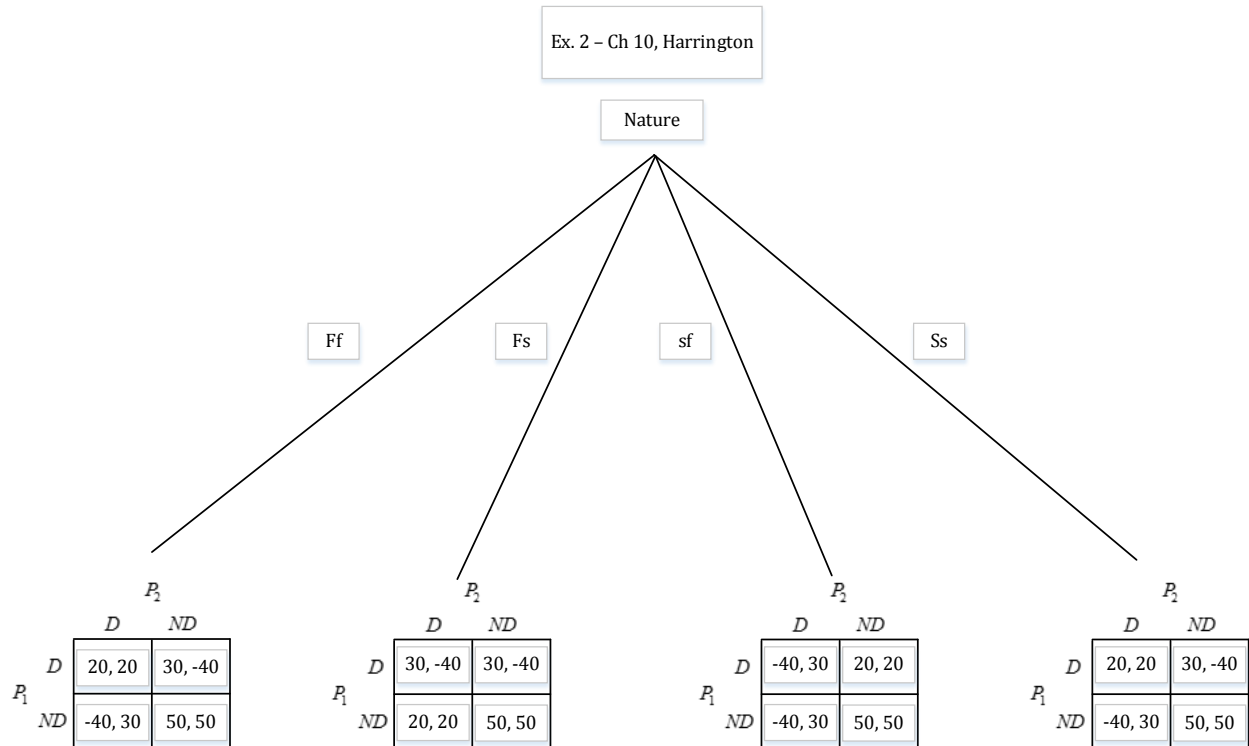 Ex. 2 – Ch 10, Harrington
Nature
Ff Fs sf Ss
P2 P2 P2 P2
D ND D ND D ND D ND
D 20, 20 30, -40 D 30, -40 30, -40 D -40, 30 20, 20 D 20, 20 30, -40
P1 P1 P1 P1
ND -40, 30 50, 50 ND 20, 20 50, 50 ND -40, 30 50, 50 ND -40, 30 50, 50